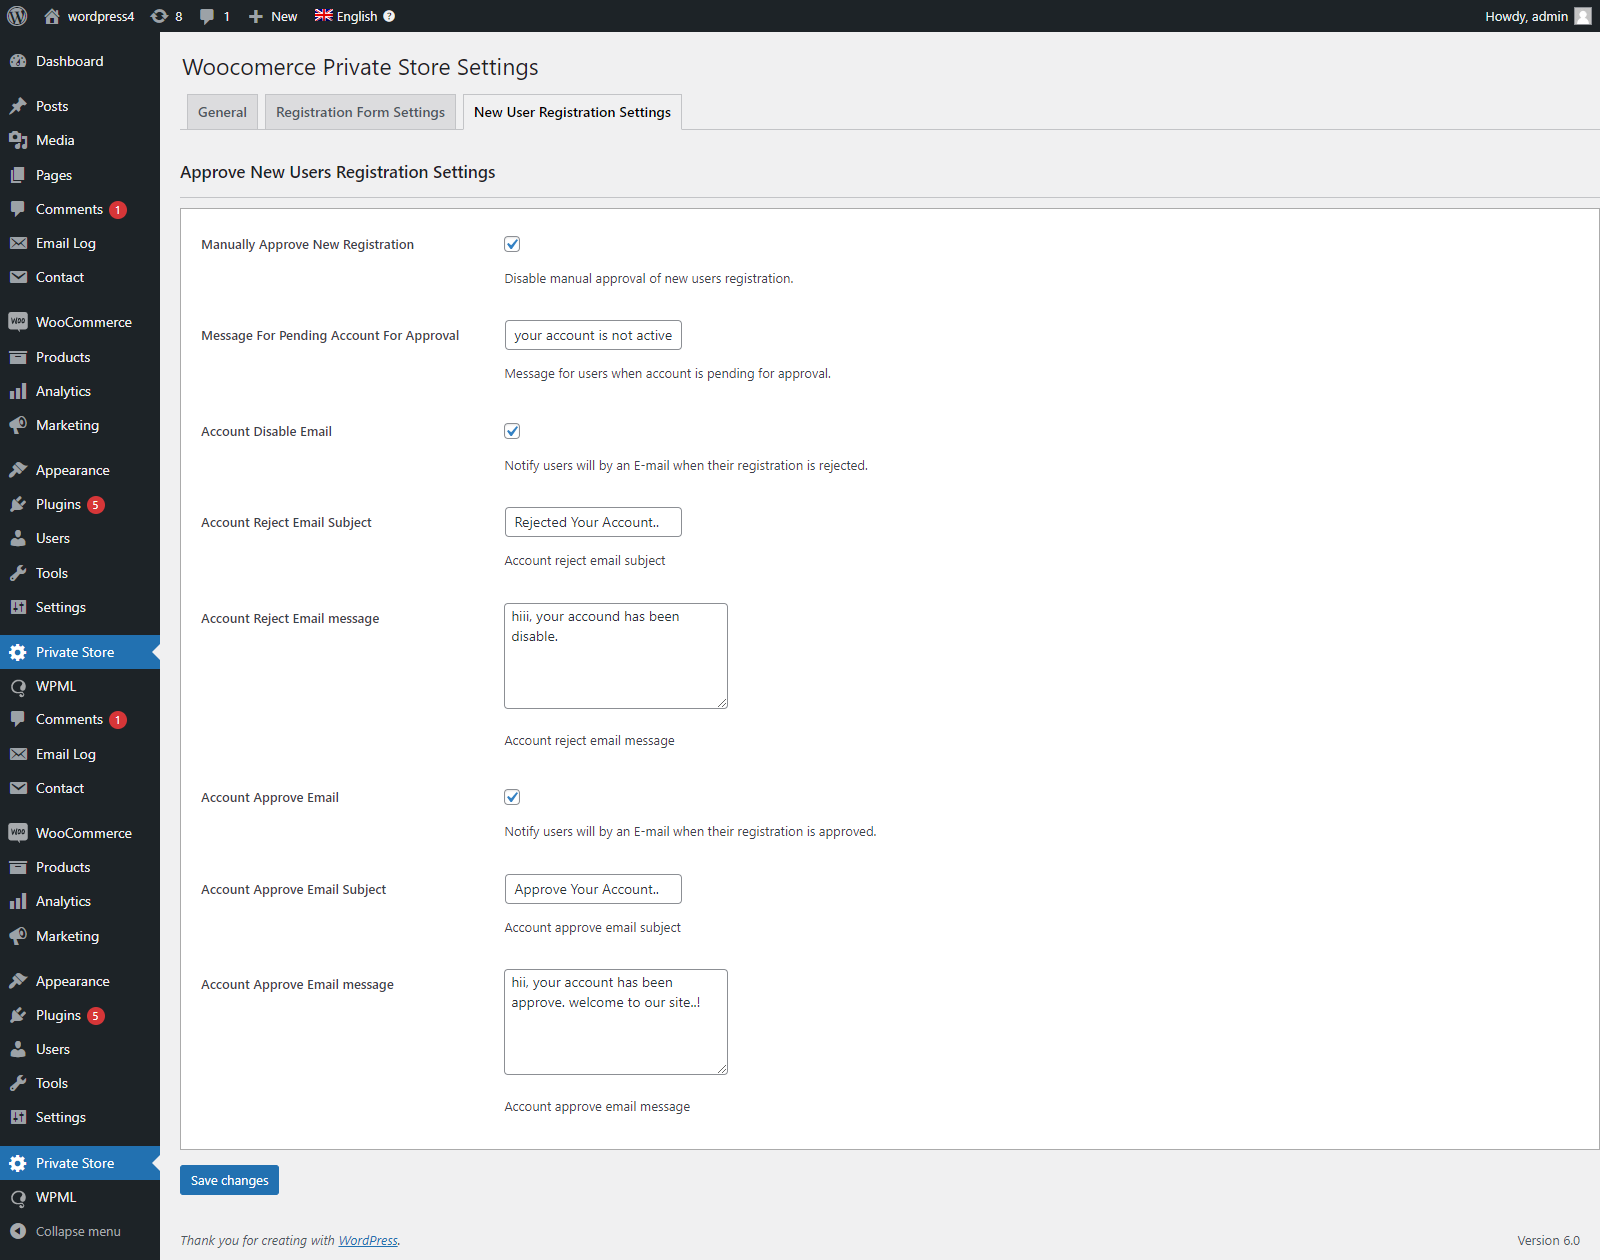 wordpress4 8 1 New English ? Howdy, admin
Dashboard
Posts
Media
Pages
Comments 1
Email Log
Contact
WOO WooCommerce
Products
Analytics
Marketing
Appearance
Plugins 5
Users
Tools
Settings
Private Store
WPML
Comments 1
Email Log
Contact
WOO WooCommerce
Products
Analytics
Marketing
Appearance
Plugins 5
Users
Tools
Settings
Private Store
WPML
Collapse menu
Woocomerce Private Store Settings
General Registration Form Settings New User Registration Settings
Approve New Users Registration Settings
Manually Approve New Registration
Disable manual approval of new users registration.
Message For Pending Account For Approval your account is not active
Message for users when account is pending for approval.
Account Disable Email
Notify users will by an E-mail when their registration is rejected.
Account Reject Email Subject Rejected Your Account..
Account reject email subject
Account Reject Email message hiii, your accound has been
disable.
Account reject email message
Account Approve Email
Notify users will by an E-mail when their registration is approved.
Account Approve Email Subject Approve Your Account..
Account approve email subject
Account Approve Email message hii, your account has been
approve. welcome to our site..!
Account approve email message
Save changes
Thank you for creating with WordPress. Version 6.0